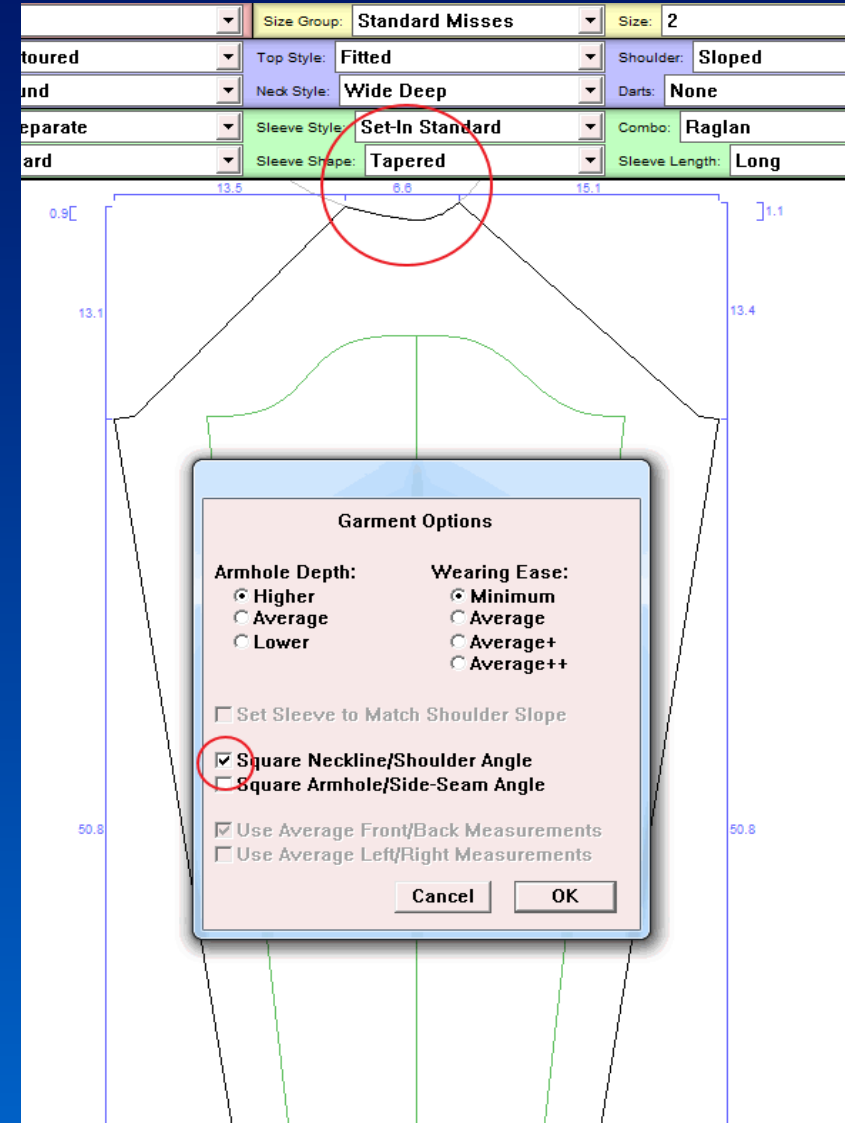 Size Group: Standard Misses Size: 2
toured Top Style: Fitted Shoulder: Sloped
und Neck Style: Wide Deep Darts: None
eparate Sleeve Style: Set-In Standard Combo: Raglan
ard Sleeve Shape: Tapered Sleeve Length: Long
13.5 6.6 15.1
0.9 1.1
13.1 13.4
Garment Options
Armhole Depth: Wearing Ease:
Higher Minimum
Average Average
Lower Average+
Average++
Set Sleeve to Match Shoulder Slope
Square Neckline/Shoulder Angle
Square Armhole/Side-Seam Angle
50.8 Use Average Front/Back Measurements 50.8
Use Average Left/Right Measurements
Cancel OK